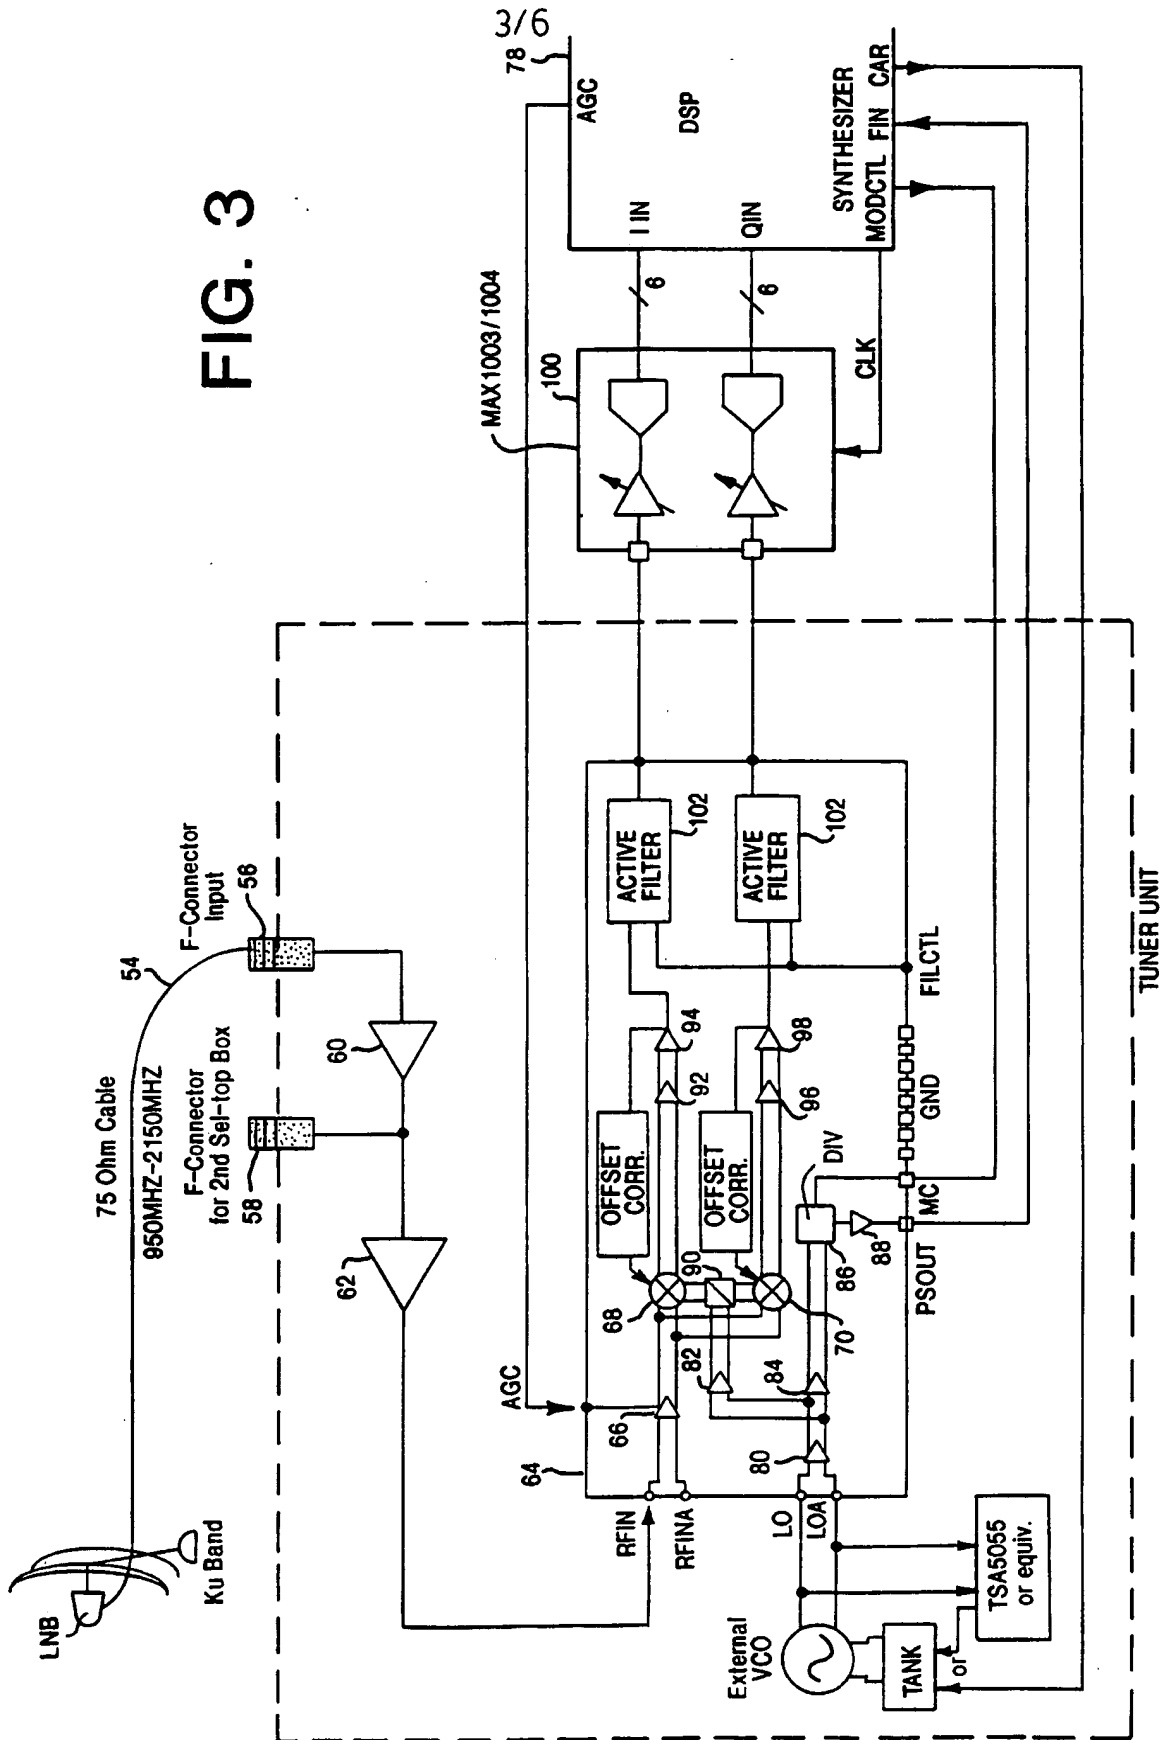 3/6
FIG. 3
LNB
Ku Band
75 Ohm Cable
950MHZ-2150MHZ
54
F-Connector
Input
56
F-Connector
for 2nd Sel-top Box
58
60
62
AGC
64
RFIN
RFINA
66
68
OFFSET
CORR.
92
94
ACTIVE
FILTER
102
82
90
OFFSET
CORR.
70
96
98
ACTIVE
FILTER
102
External
VCO
LO
LOA
80
84
86
DIV
88
TANK
or
TSA5055
or equiv.
PSOUT
MC
GND
FILCTL
TUNER UNIT
MAX1003/1004
100
6
6
CLK
78
AGC
DSP
I IN
QIN
SYNTHESIZER
MODCTL FIN CAR